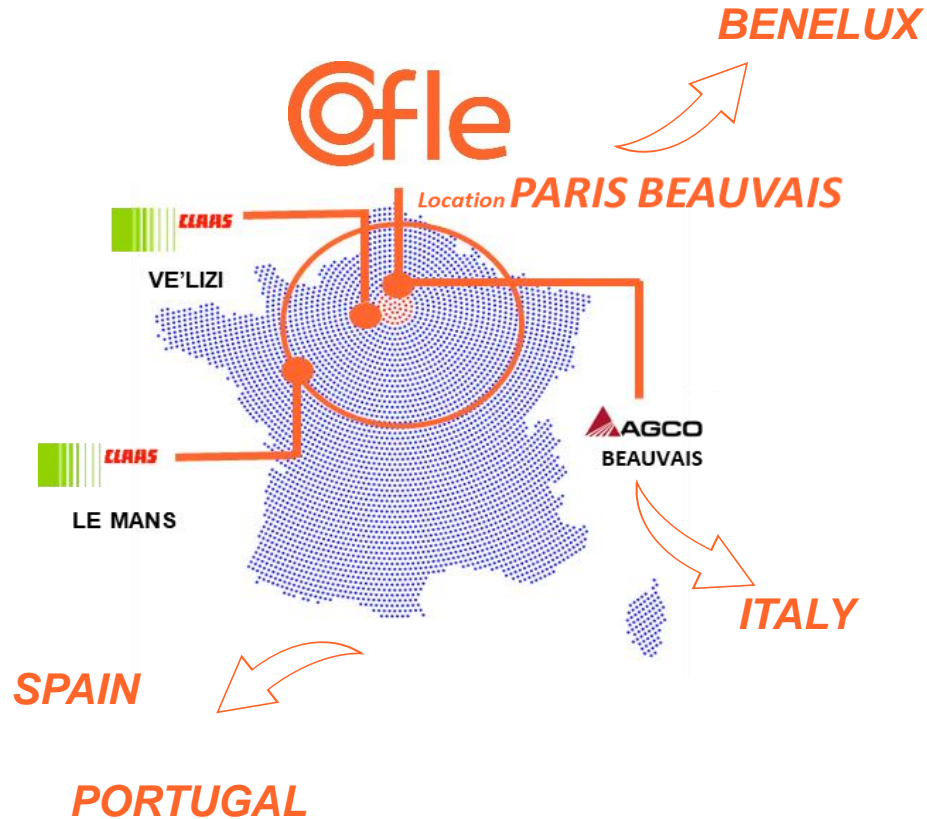 BENELUX
Cofle
Location PARIS BEAUVAIS
CLAAS
VE'LIZI
AGCO
BEAUVAIS
CLAAS
LE MANS
ITALY
SPAIN
PORTUGAL